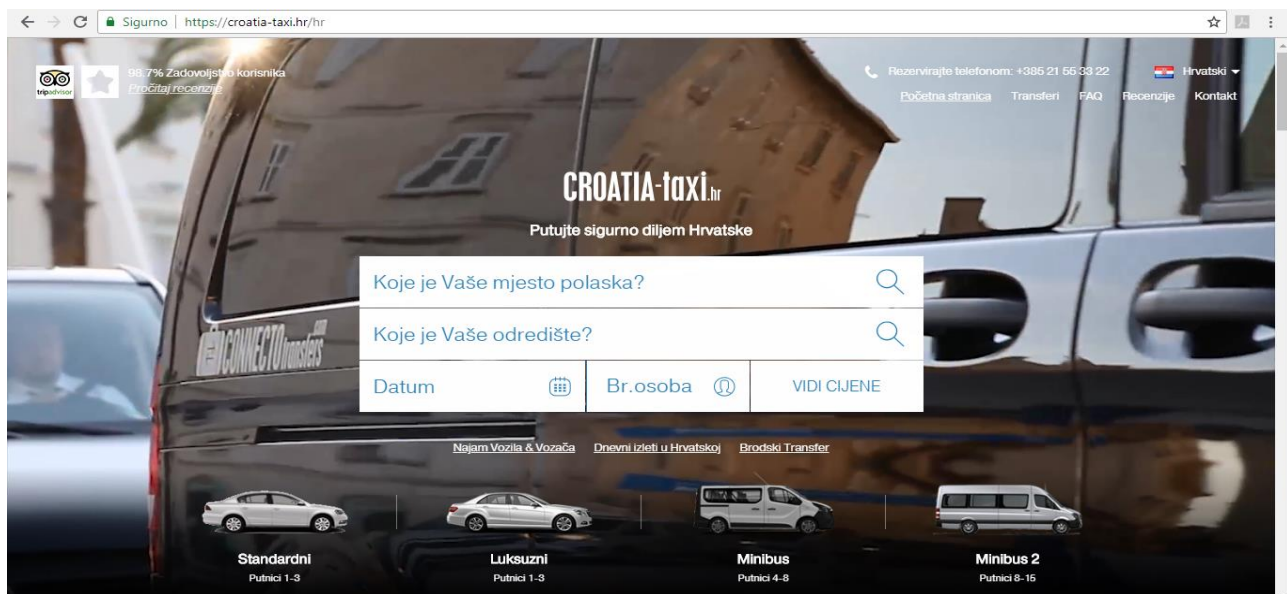 Sigurno | https://croatia-taxi.hr/hr
tripadvisor
98.7% Zadovoljstvo korisnika
Pročitaj recenzije
Rezervirajte telefonom: +385 21 55 33 22
Hrvatski
Početna stranica Transferi FAQ Recenzije Kontakt
CROATIA-taxi.hr
Putujte sigurno diljem Hrvatske
Koje je Vaše mjesto polaska?
Koje je Vaše odredište?
Datum Br.osoba VIDI CIJENE
CONNECTOtransfers.com
Najam Vozila & Vozača Dnevni izleti u Hrvatskoj Brodski Transfer
Standardni Luksuzni Minibus Minibus 2
Putnici 1-3 Putnici 1-3 Putnici 4-8 Putnici 8-15